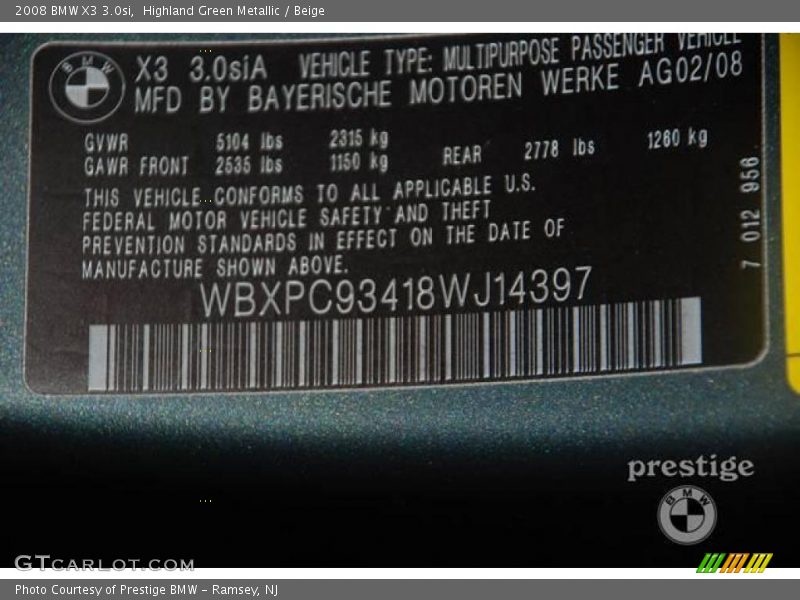 2008 BMW X3 3.0si, Highland Green Metallic / Beige
BMW
X3 3.0siA VEHICLE TYPE: MULTIPURPOSE PASSENGER VEHICLE
MFD BY BAYERISCHE MOTOREN WERKE AG02/08
GVWR 5104 lbs 2315 kg
GAWR FRONT 2535 lbs 1150 kg REAR 2778 lbs 1260 kg
THIS VEHICLE CONFORMS TO ALL APPLICABLE U.S.
FEDERAL MOTOR VEHICLE SAFETY AND THEFT
PREVENTION STANDARDS IN EFFECT ON THE DATE OF
MANUFACTURE SHOWN ABOVE.
WBXPC93418WJ14397
7 012 956
prestige
BMW
GTCARLOT.COM
Photo Courtesy of Prestige BMW - Ramsey, NJ